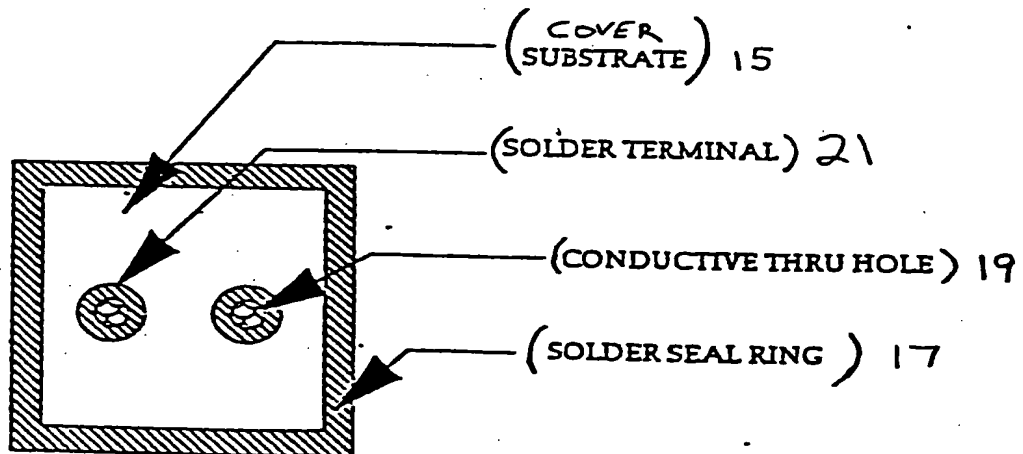 (COVER
SUBSTRATE) 15
(SOLDER TERMINAL) 21
(CONDUCTIVE THRU HOLE) 19
(SOLDER SEAL RING) 17